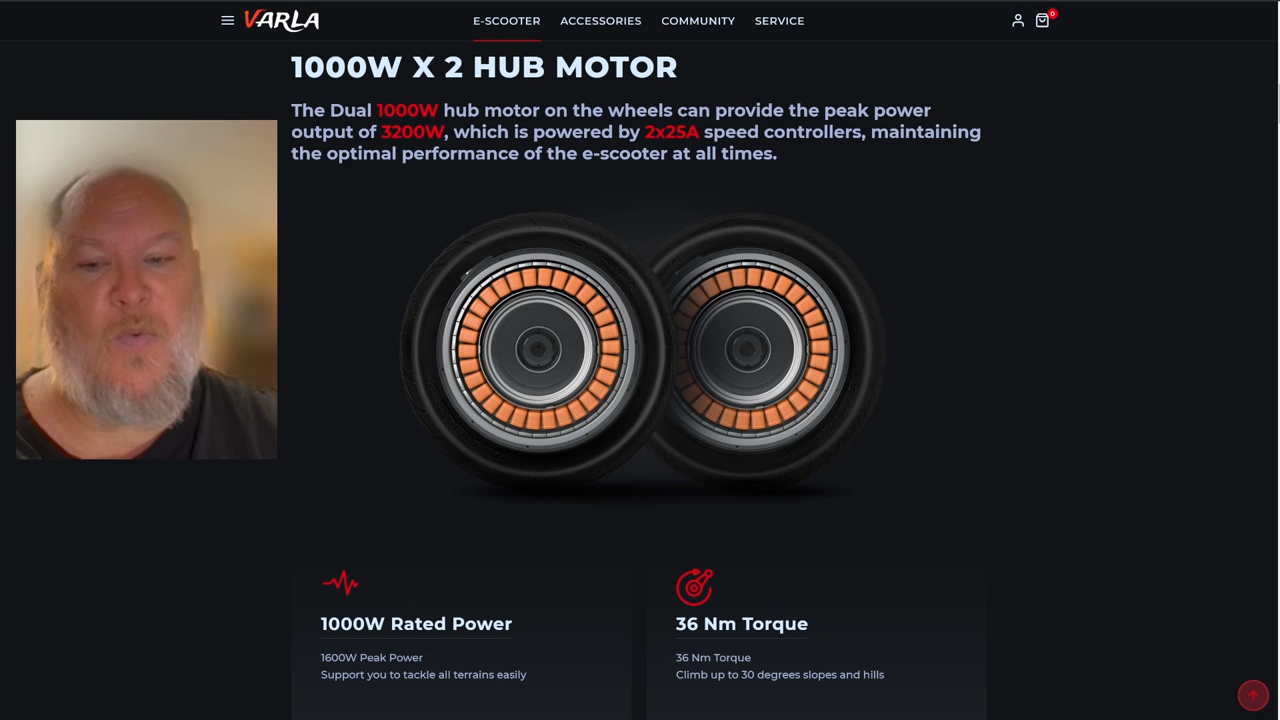 VARLA
E-SCOOTER
ACCESSORIES
COMMUNITY
SERVICE
0
1000W X 2 HUB MOTOR
The Dual 1000W hub motor on the wheels can provide the peak power
output of 3200W, which is powered by 2x25A speed controllers, maintaining
the optimal performance of the e-scooter at all times.
1000W Rated Power
1600W Peak Power
Support you to tackle all terrains easily
36 Nm Torque
36 Nm Torque
Climb up to 30 degrees slopes and hills